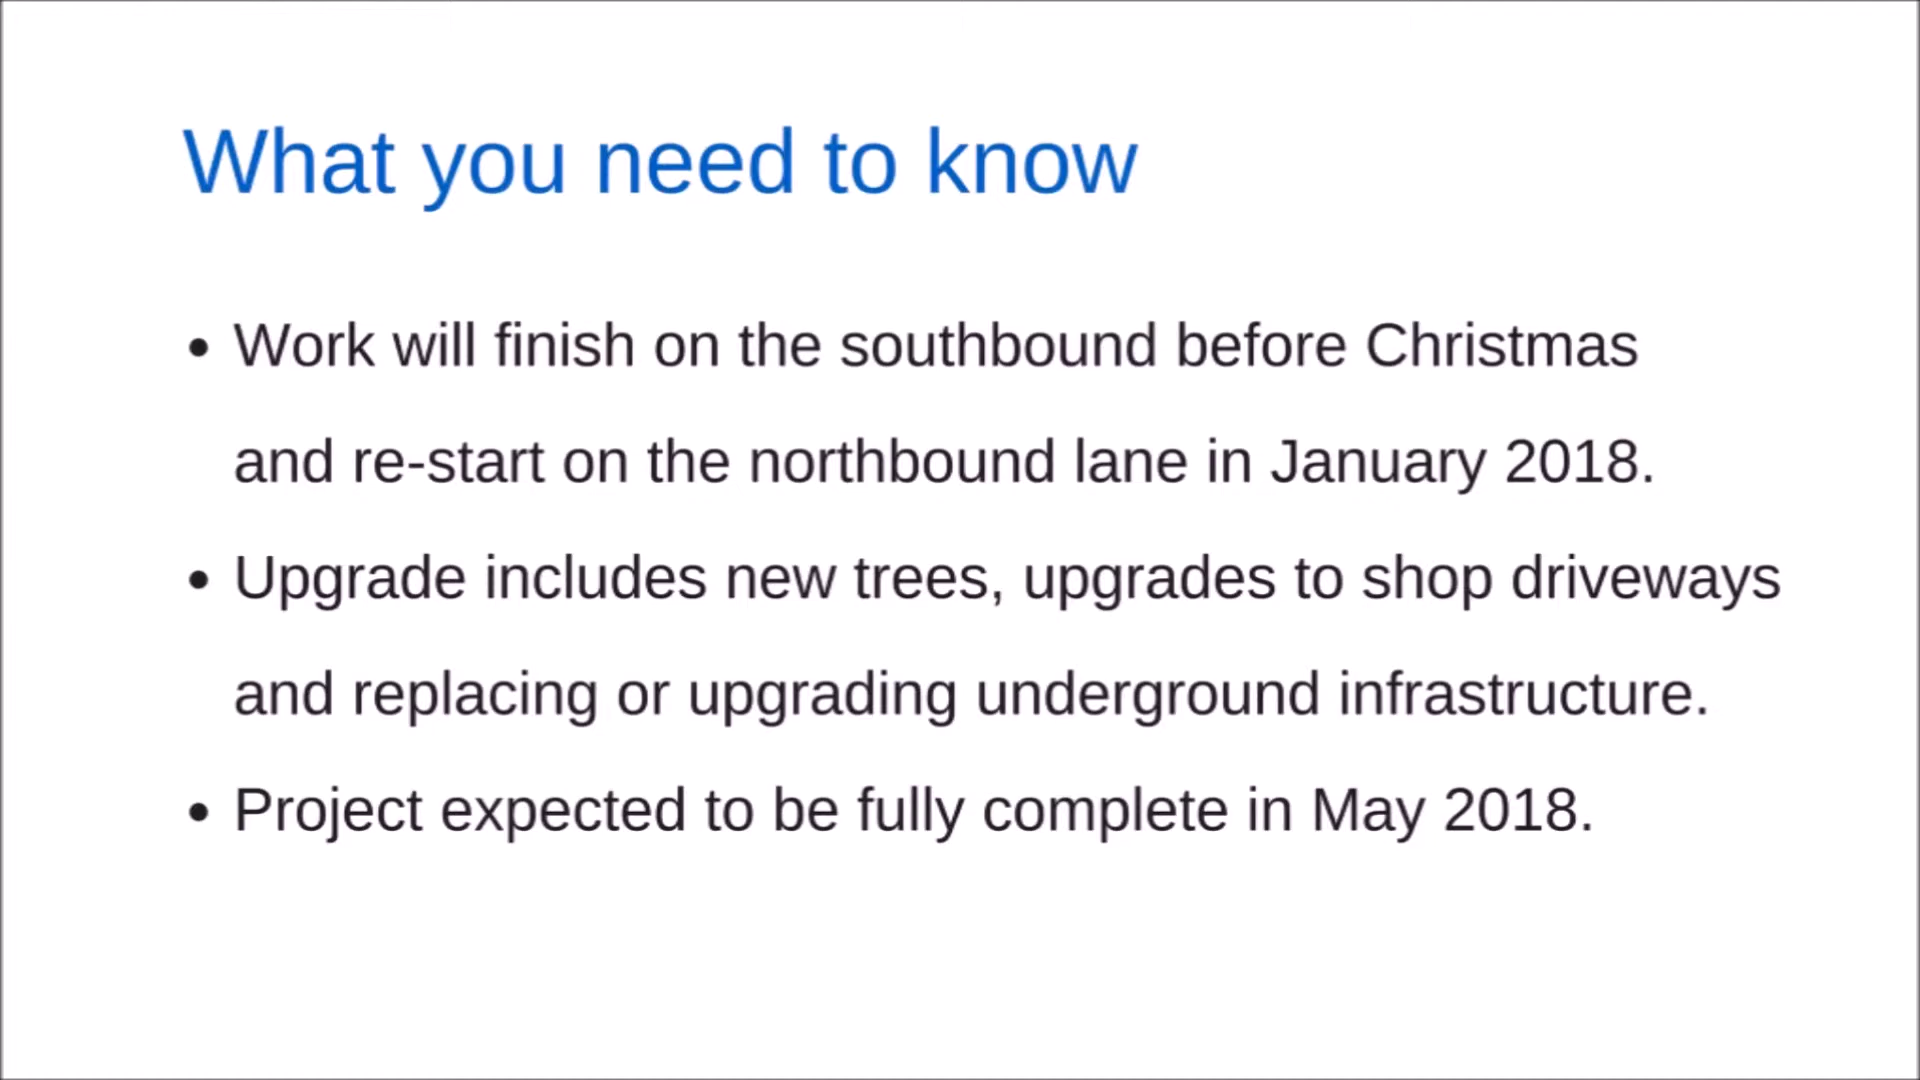 What you need to know
• Work will finish on the southbound before Christmas
and re-start on the northbound lane in January 2018.
• Upgrade includes new trees, upgrades to shop driveways
and replacing or upgrading underground infrastructure.
• Project expected to be fully complete in May 2018.